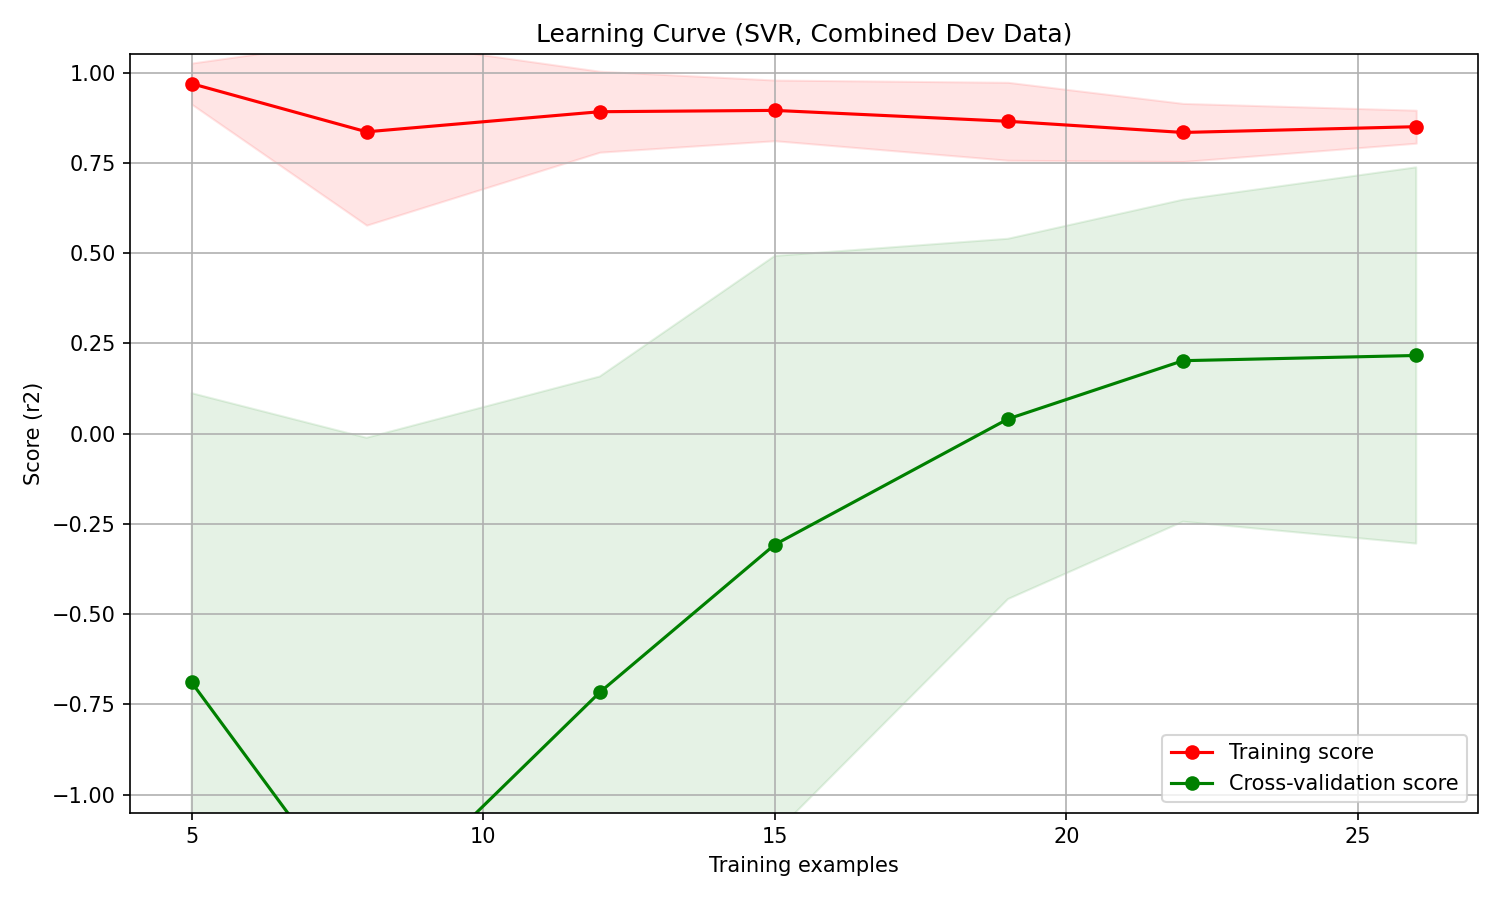 Learning Curve (SVR, Combined Dev Data)
1.00
0.75
0.50
0.25
0.00
−0.25
−0.50
−0.75
−1.00
Score (r2)
5
10
15
20
25
Training examples
Training score
Cross-validation score